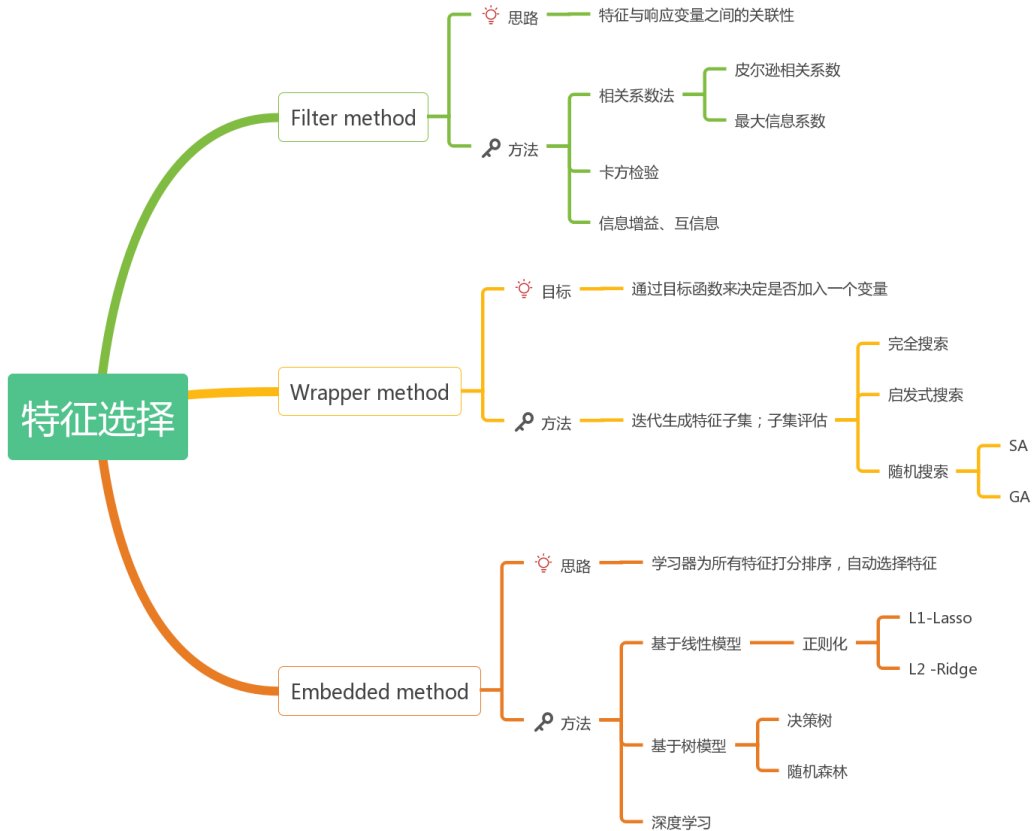 特征选择
Filter method
思路
特征与响应变量之间的关联性
方法
相关系数法
皮尔逊相关系数
最大信息系数
卡方检验
信息增益、互信息
Wrapper method
目标
通过目标函数来决定是否加入一个变量
方法
迭代生成特征子集；子集评估
完全搜索
启发式搜索
随机搜索
SA
GA
Embedded method
思路
学习器为所有特征打分排序，自动选择特征
方法
基于线性模型
正则化
L1-Lasso
L2 -Ridge
基于树模型
决策树
随机森林
深度学习